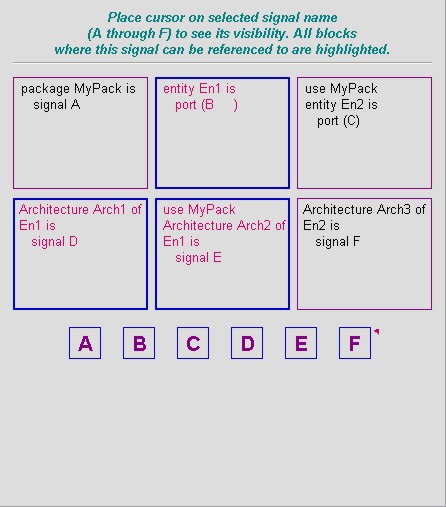 Place cursor on selected signal name
(A through F) to see its visibility. All blocks
where this signal can be referenced to are highlighted.
package MyPack is
signal A
entity En1 is
port (B )
use MyPack
entity En2 is
port (C)
Architecture Arch1 of
En1 is
signal D
use MyPack
Architecture Arch2 of
En1 is
signal E
Architecture Arch3 of
En2 is
signal F
A B C D E F